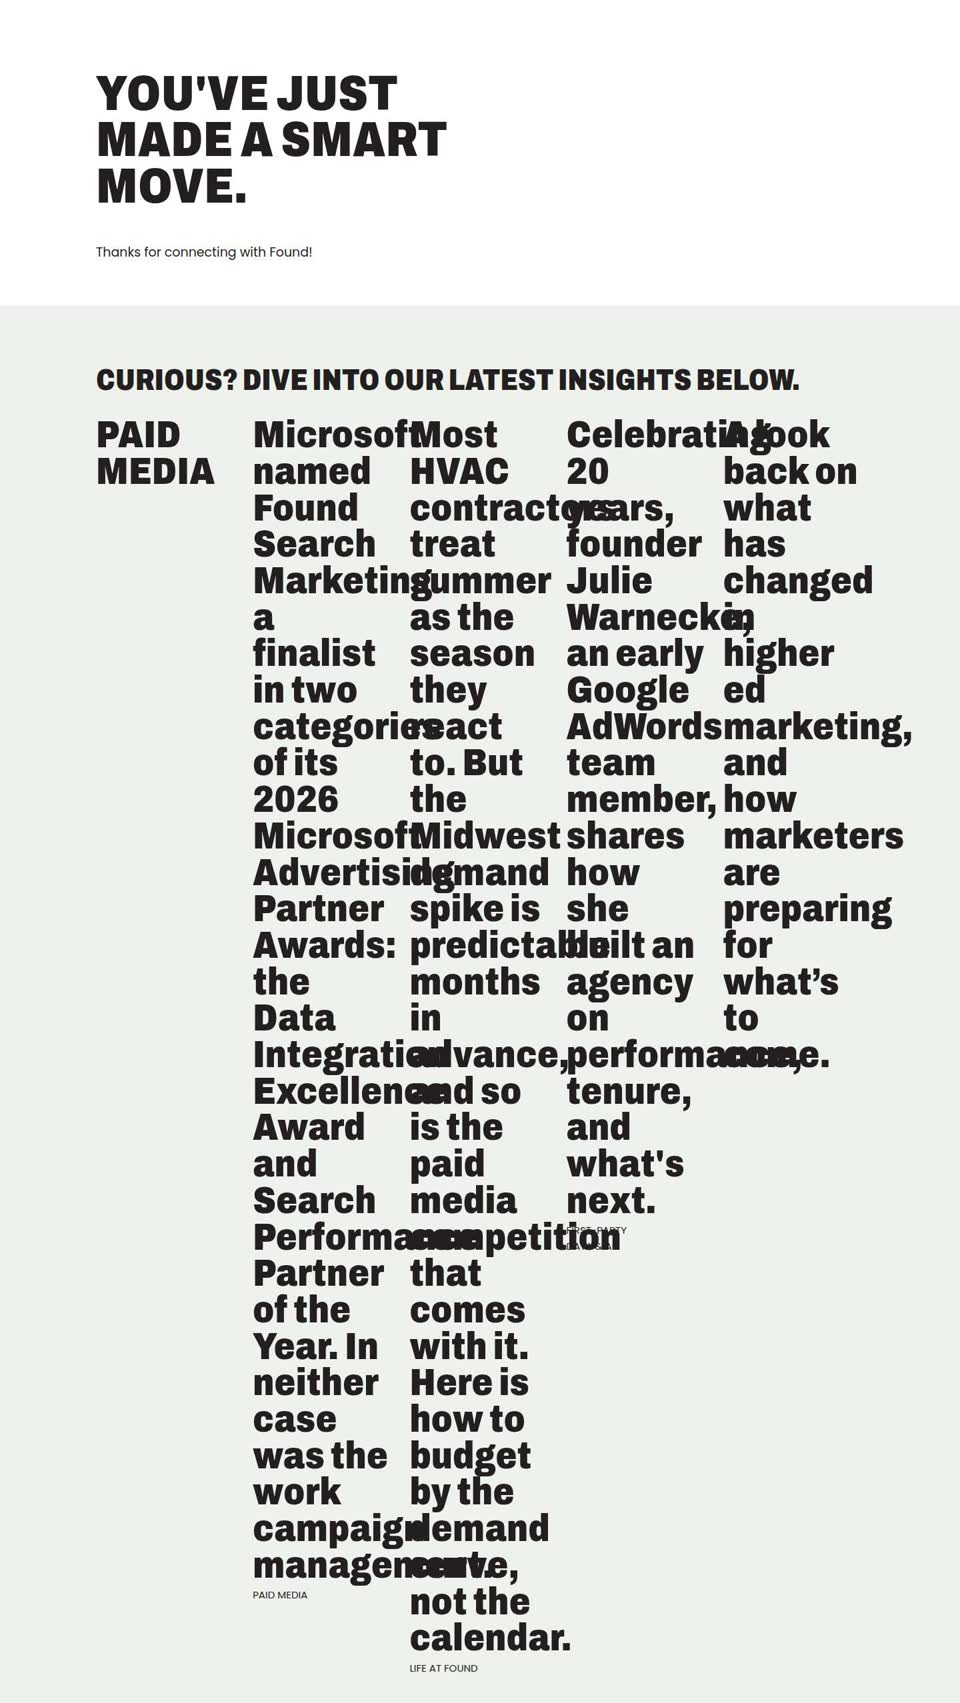 YOU'VE JUST
MADE A SMART
MOVE.
Thanks for connecting with Found!
CURIOUS? DIVE INTO OUR LATEST INSIGHTS BELOW.
PAID
MEDIA
Microsoft
named
Found
Search
Marketing
a
finalist
in two
categories
of its
2026
Microsoft
Advertising
Partner
Awards:
the
Data
Integration
Excellence
Award
and
Search
Performance
Partner
of the
Year. In
neither
case
was the
work
campaign
management.
PAID MEDIA
Most
HVAC
contractors
treat
summer
as the
season
they
react
to. But
the
Midwest
demand
spike is
predictable
months
in
advance,
and so
is the
paid
media
competition
that
comes
with it.
Here is
how to
budget
by the
demand
curve,
not the
calendar.
LIFE AT FOUND
Celebrating
20
years,
founder
Julie
Warnecke,
an early
Google
AdWords
team
member,
shares
how
she
built an
agency
on
performance,
tenure,
and
what's
next.
FIRST-PARTY
A look
back on
what
has
changed
in
higher
ed
marketing,
and
how
marketers
are
preparing
for
what’s
to
come.